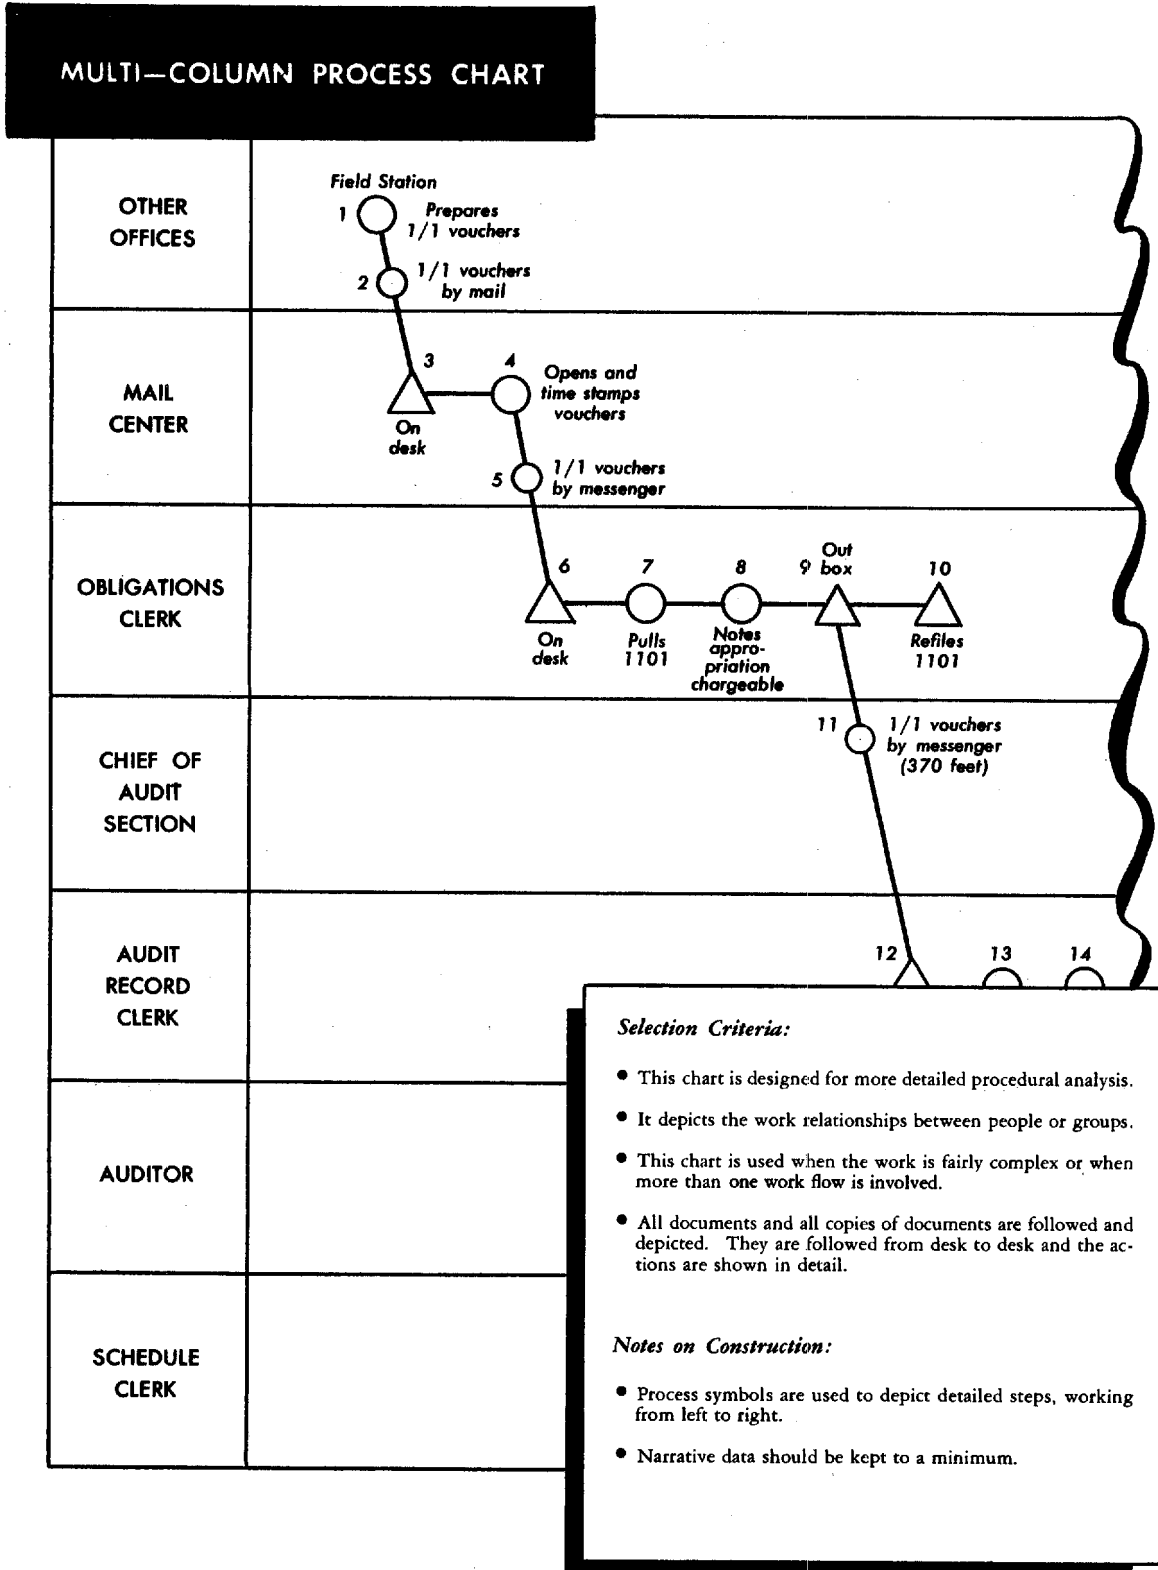 MULTI—COLUMN PROCESS CHART
OTHER
OFFICES
Field Station
1
Prepares
1/1 vouchers
2
1/1 vouchers
by mail
MAIL
CENTER
3
On
desk
4
Opens and
time stamps
vouchers
5
1/1 vouchers
by messenger
OBLIGATIONS
CLERK
6
On
desk
7
Pulls
1101
8
Notes
appro-
priation
chargeable
9
Out
box
10
Refiles
1101
CHIEF OF
AUDIT
SECTION
11
1/1 vouchers
by messenger
(370 feet)
AUDIT
RECORD
CLERK
12
13
14
AUDITOR
SCHEDULE
CLERK
Selection Criteria:
• This chart is designed for more detailed procedural analysis.
• It depicts the work relationships between people or groups.
• This chart is used when the work is fairly complex or when
more than one work flow is involved.
• All documents and all copies of documents are followed and
depicted. They are followed from desk to desk and the ac-
tions are shown in detail.
Notes on Construction:
• Process symbols are used to depict detailed steps, working
from left to right.
• Narrative data should be kept to a minimum.